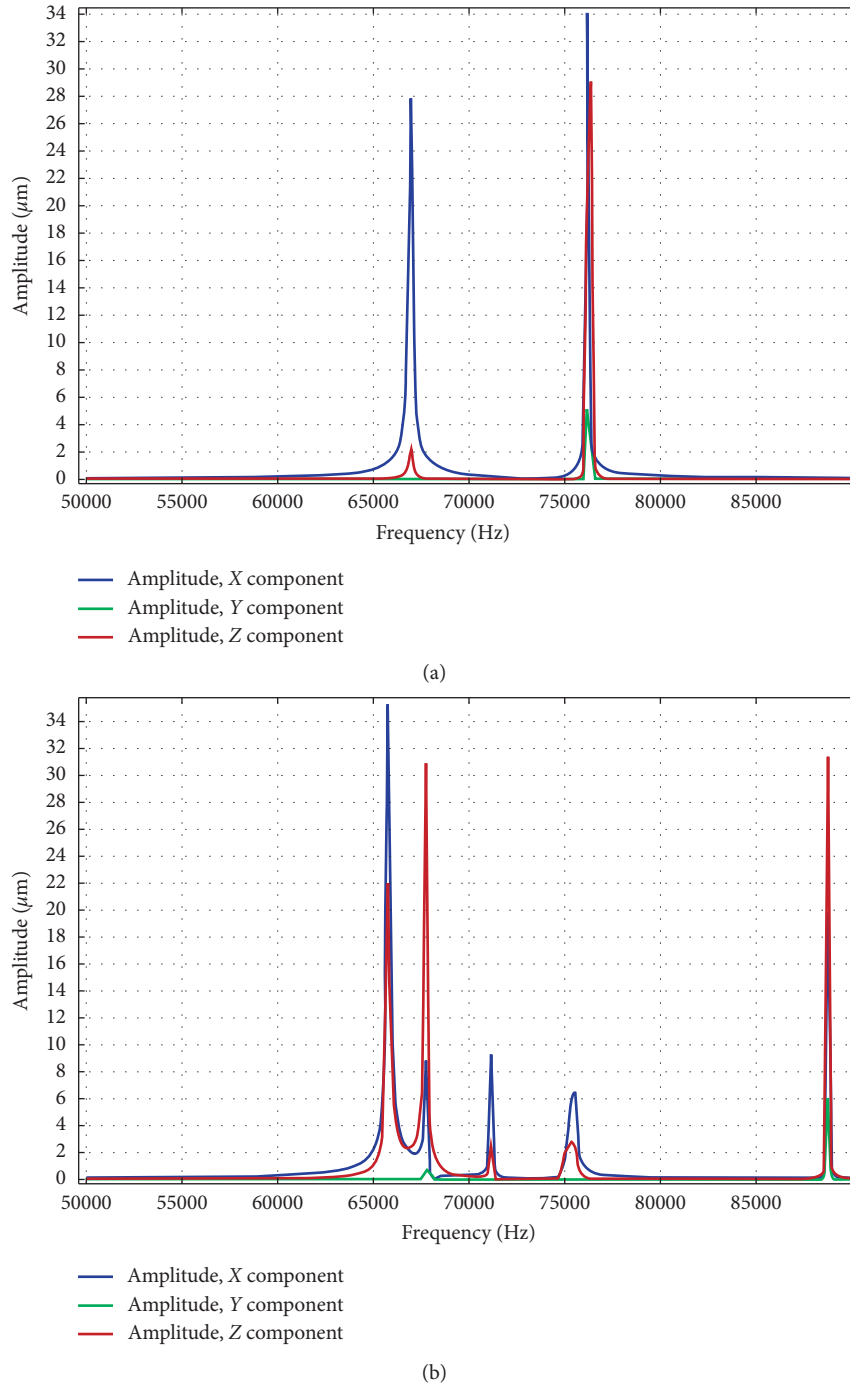 34
32
30
28
26
24
22
20
18
16
14
12
10
8
6
4
2
0
Amplitude (μm)
50000 55000 60000 65000 70000 75000 80000 85000
Frequency (Hz)
Amplitude, X component
Amplitude, Y component
Amplitude, Z component
(a)
34
32
30
28
26
24
22
20
18
16
14
12
10
8
6
4
2
0
Amplitude (μm)
50000 55000 60000 65000 70000 75000 80000 85000
Frequency (Hz)
Amplitude, X component
Amplitude, Y component
Amplitude, Z component
(b)